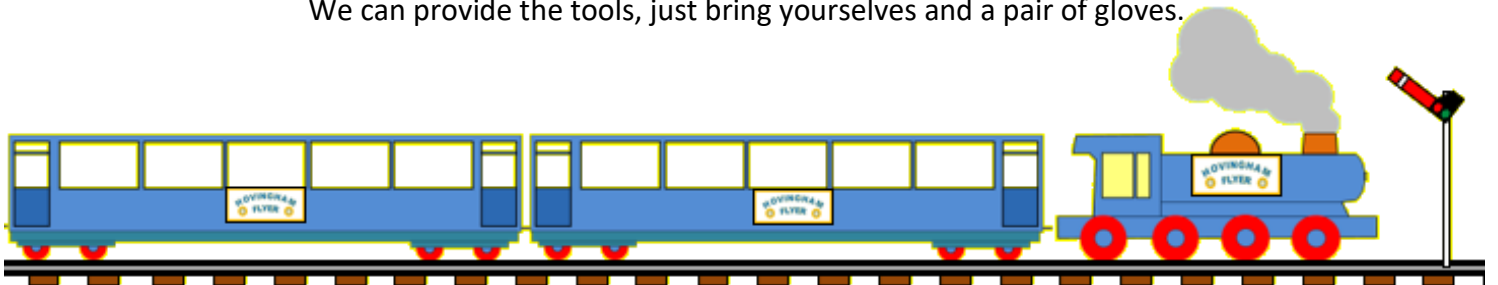 We can provide the tools, just bring yourselves and a pair of gloves.
HOVINGHAM
FLYER
HOVINGHAM
FLYER
HOVINGHAM
FLYER